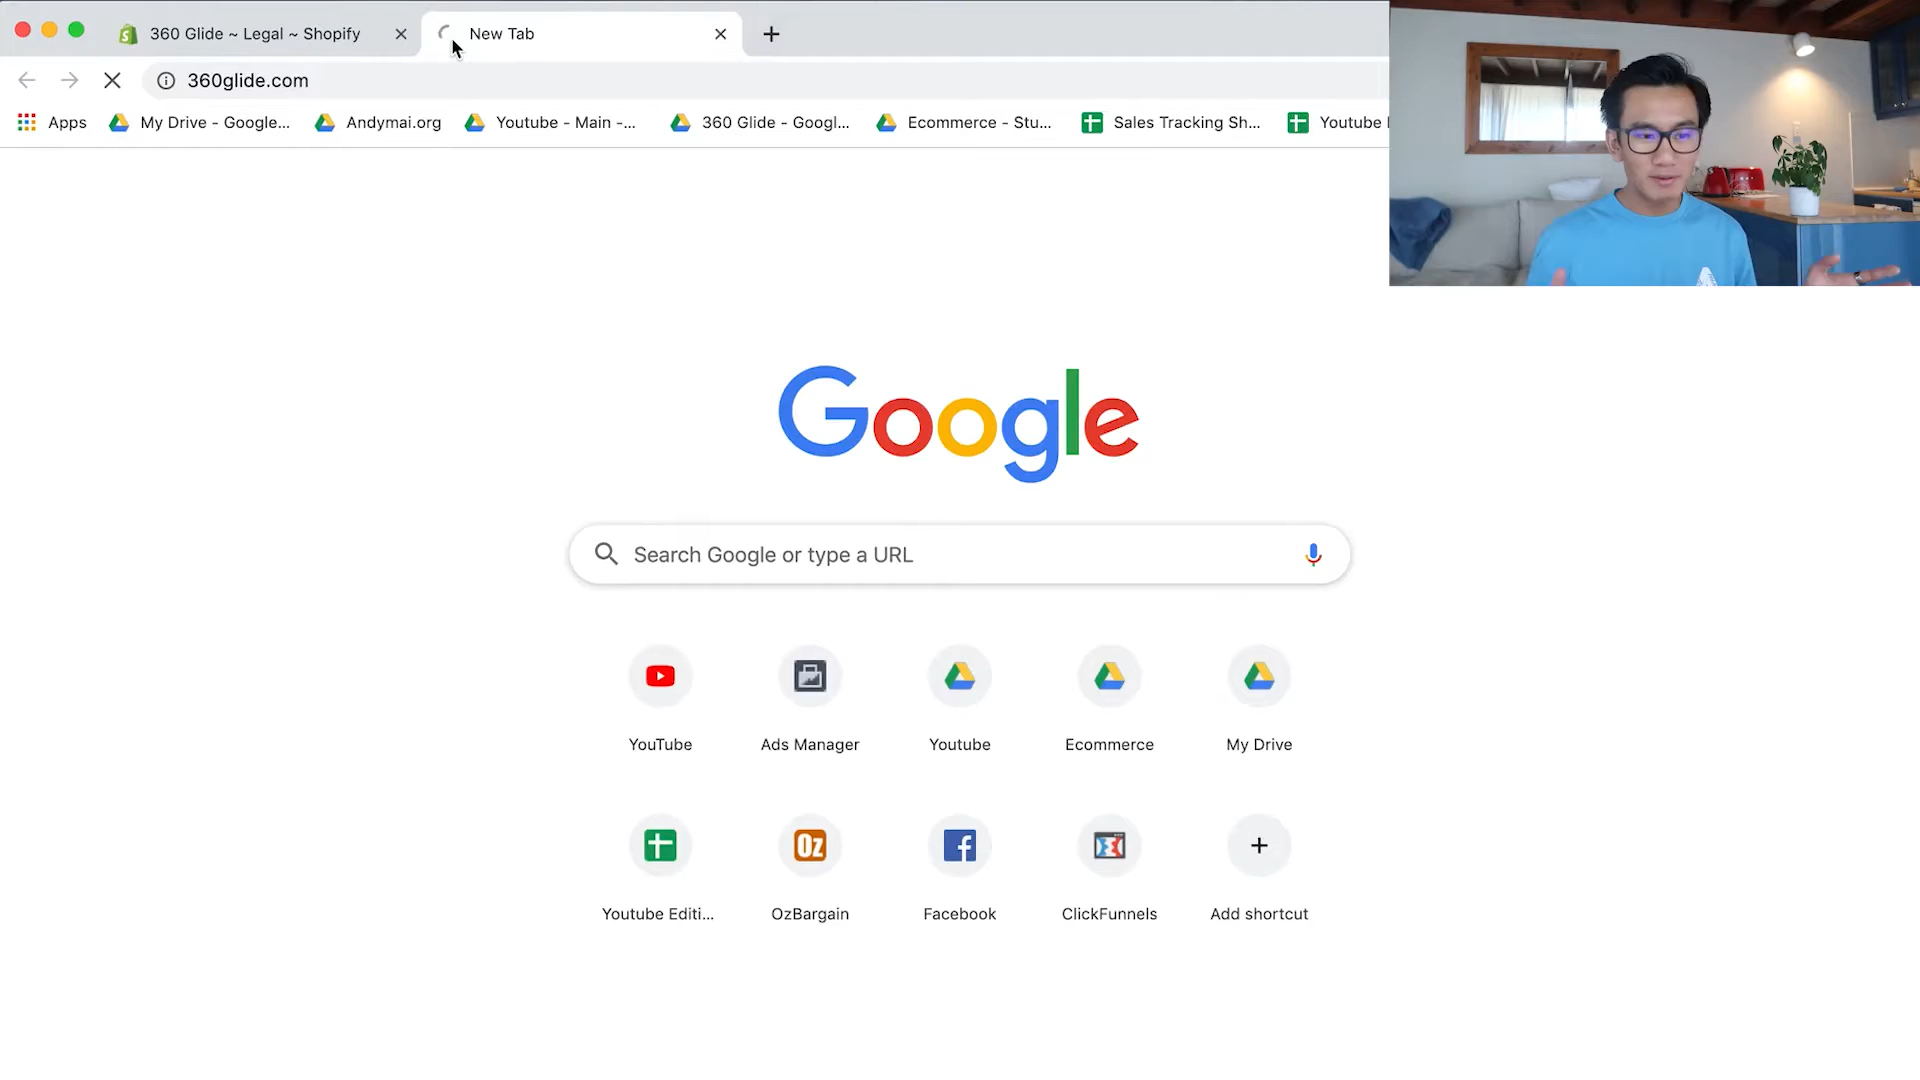 360 Glide ~ Legal ~ Shopify
New Tab
360glide.com
Apps
My Drive - Google...
Andymai.org
Youtube - Main -...
360 Glide - Googl...
Ecommerce - Stu...
Sales Tracking Sh...
Youtube
Google
Search Google or type a URL
YouTube
Ads Manager
Youtube
Ecommerce
My Drive
Oz
Youtube Editi...
OzBargain
Facebook
ClickFunnels
Add shortcut